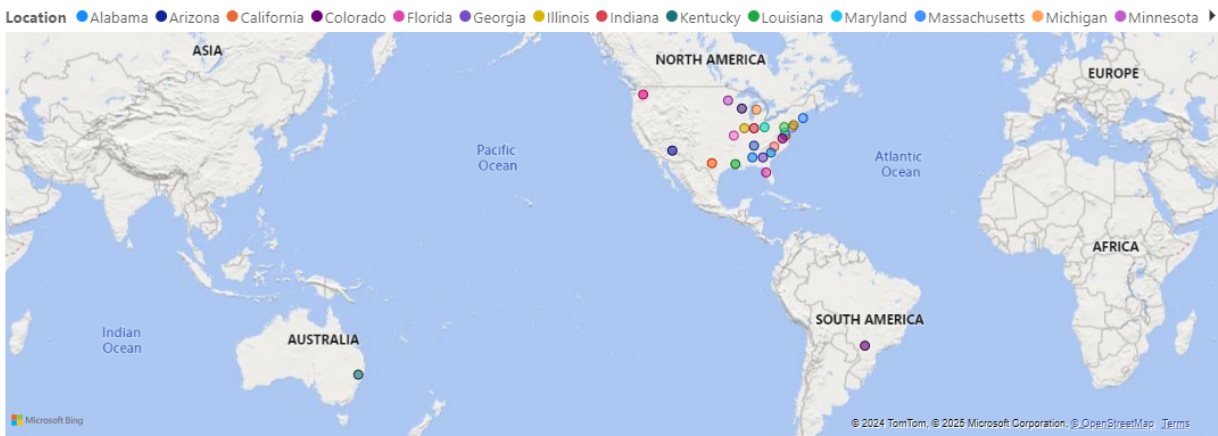 Location Alabama Arizona California Colorado Florida Georgia Illinois Indiana Kentucky Louisiana Maryland Massachusetts Michigan Minnesota
ASIA
NORTH AMERICA
EUROPE
Pacific
Ocean
Atlantic
Ocean
AFRICA
SOUTH AMERICA
Indian
Ocean
AUSTRALIA
Microsoft Bing
© 2024 TomTom, © 2025 Microsoft Corporation, © OpenStreetMap Terms